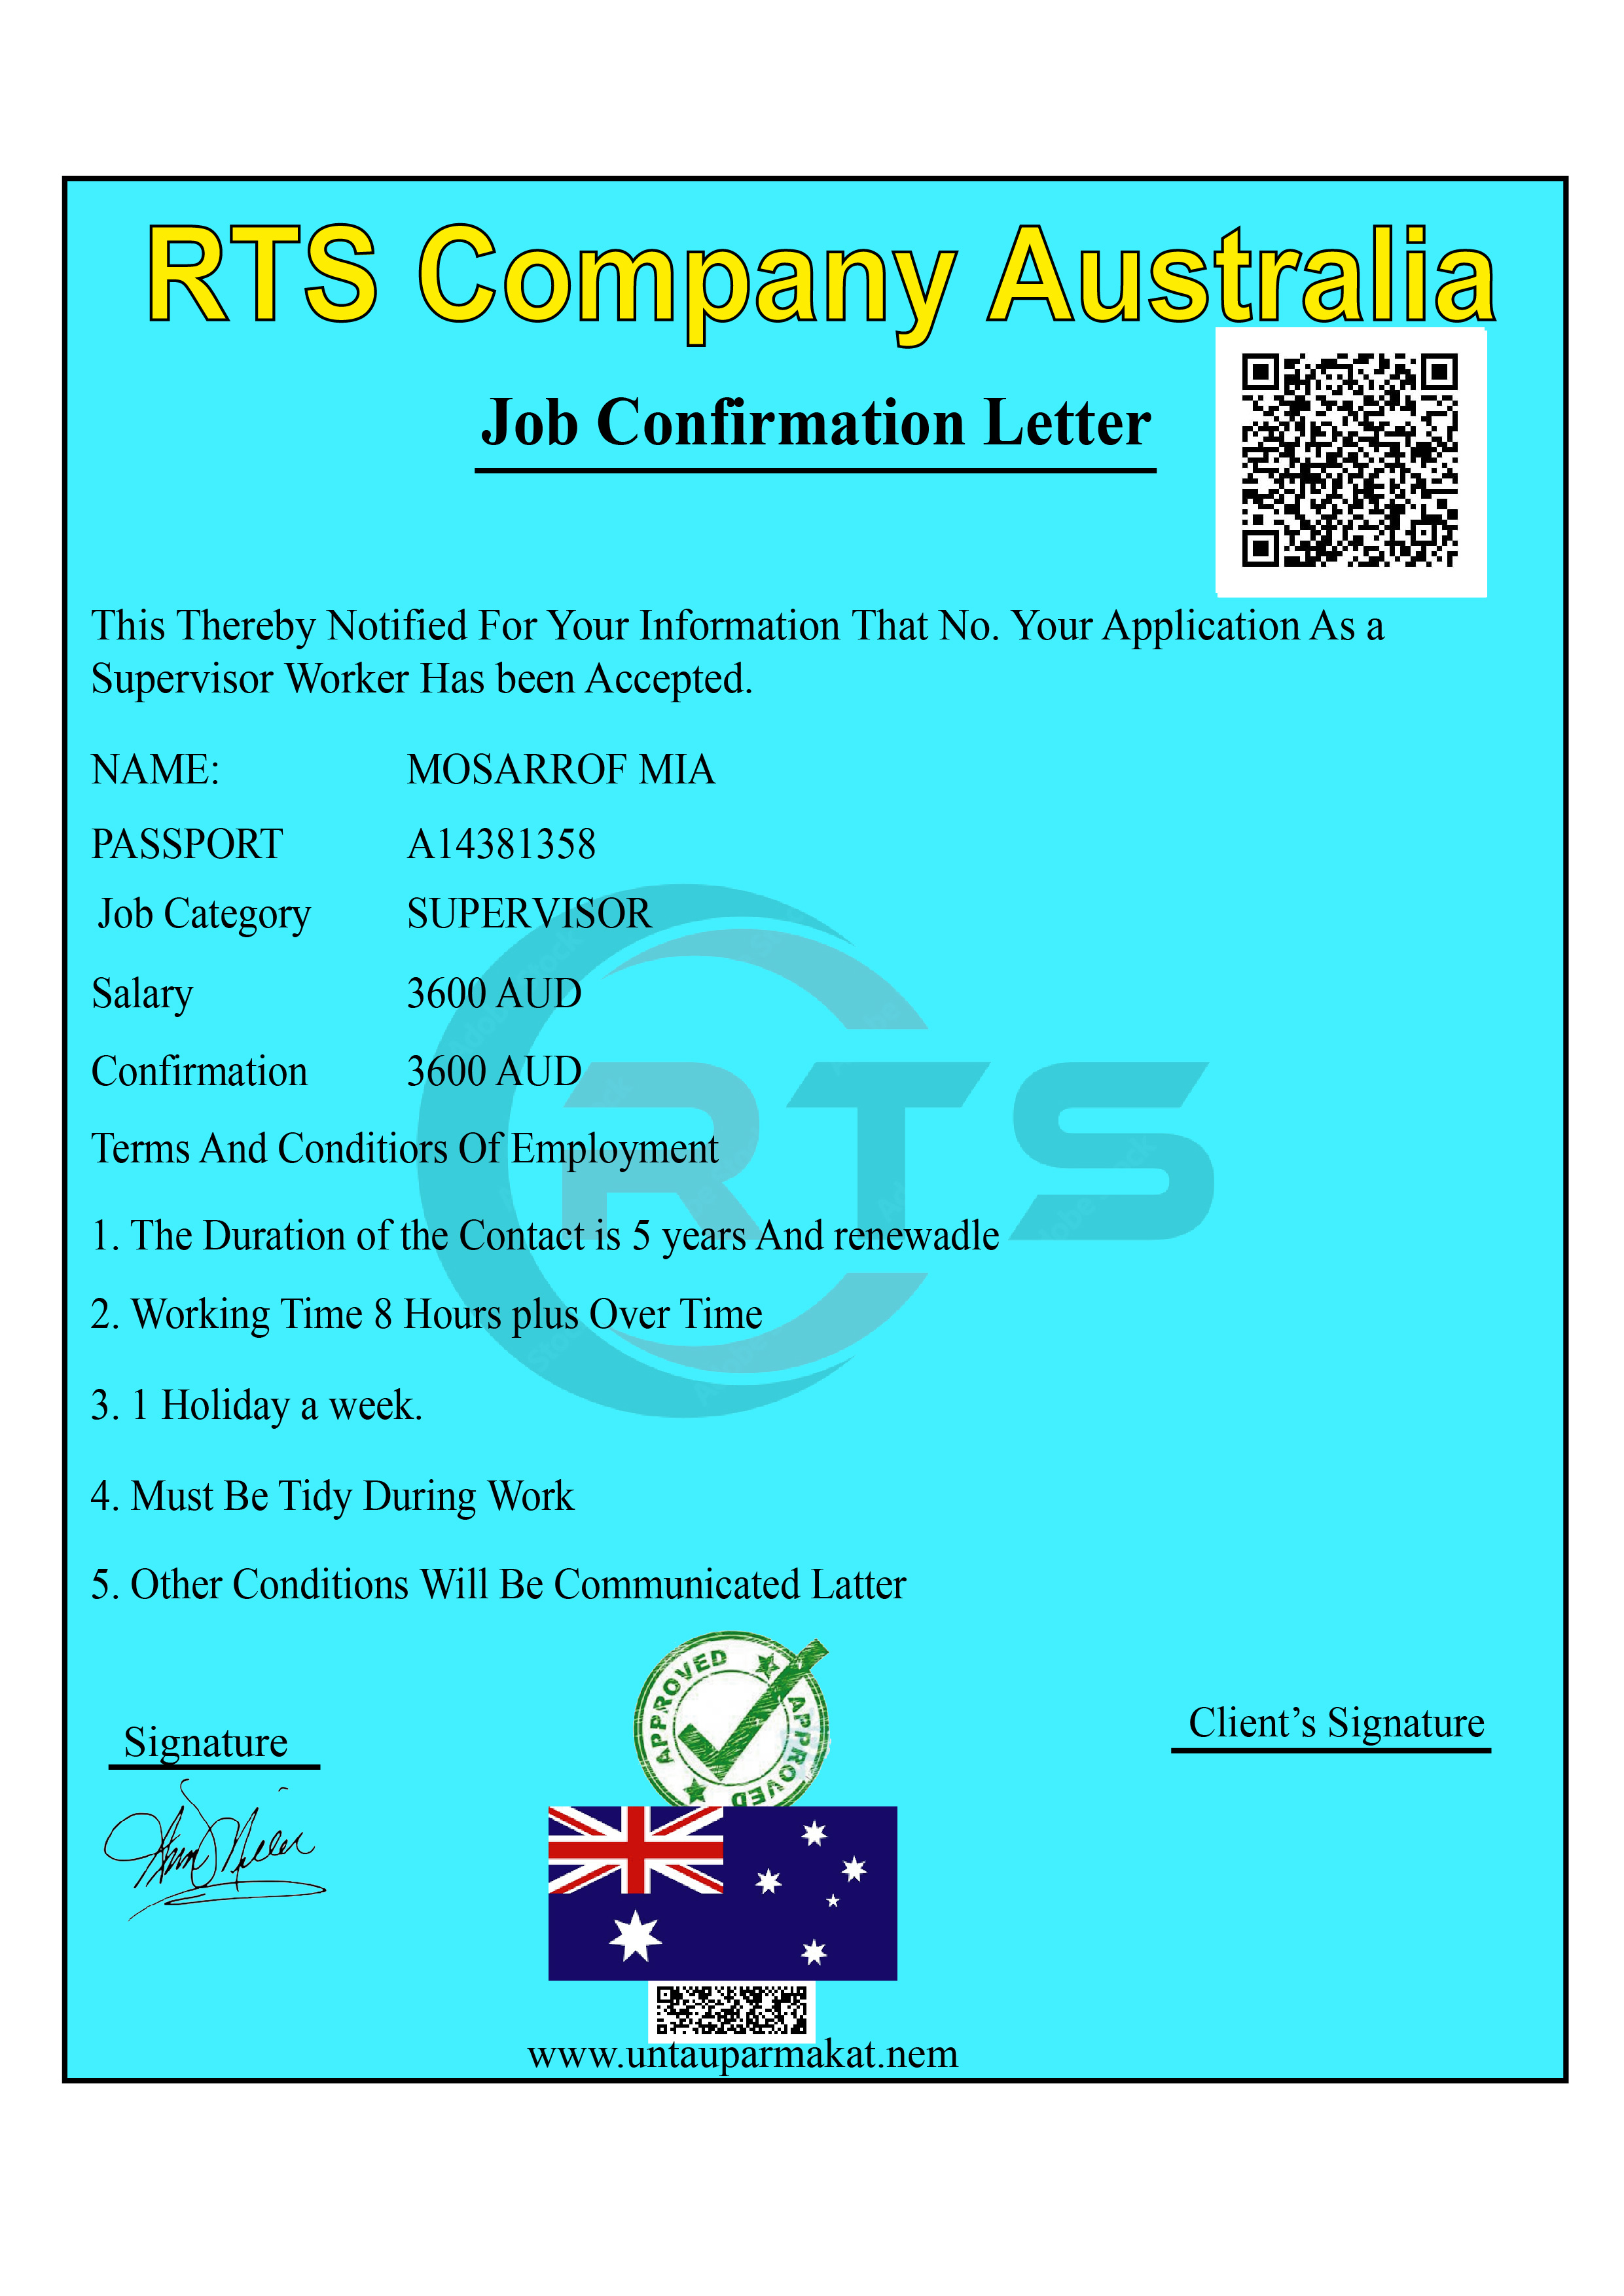 RTS Company Australia
Job Confirmation Letter
This Thereby Notified For Your Information That No. Your Application As a
Supervisor Worker Has been Accepted.
NAME: MOSARROF MIA
PASSPORT A14381358
Job Category SUPERVISOR
Salary 3600 AUD
Confirmation 3600 AUD
RTS
Terms And Conditiors Of Employment
1. The Duration of the Contact is 5 years And renewadle
2. Working Time 8 Hours plus Over Time
3. 1 Holiday a week.
4. Must Be Tidy During Work
5. Other Conditions Will Be Communicated Latter
APPROVED APPROVED
Signature
Client’s Signature
www.untauparmakat.nem